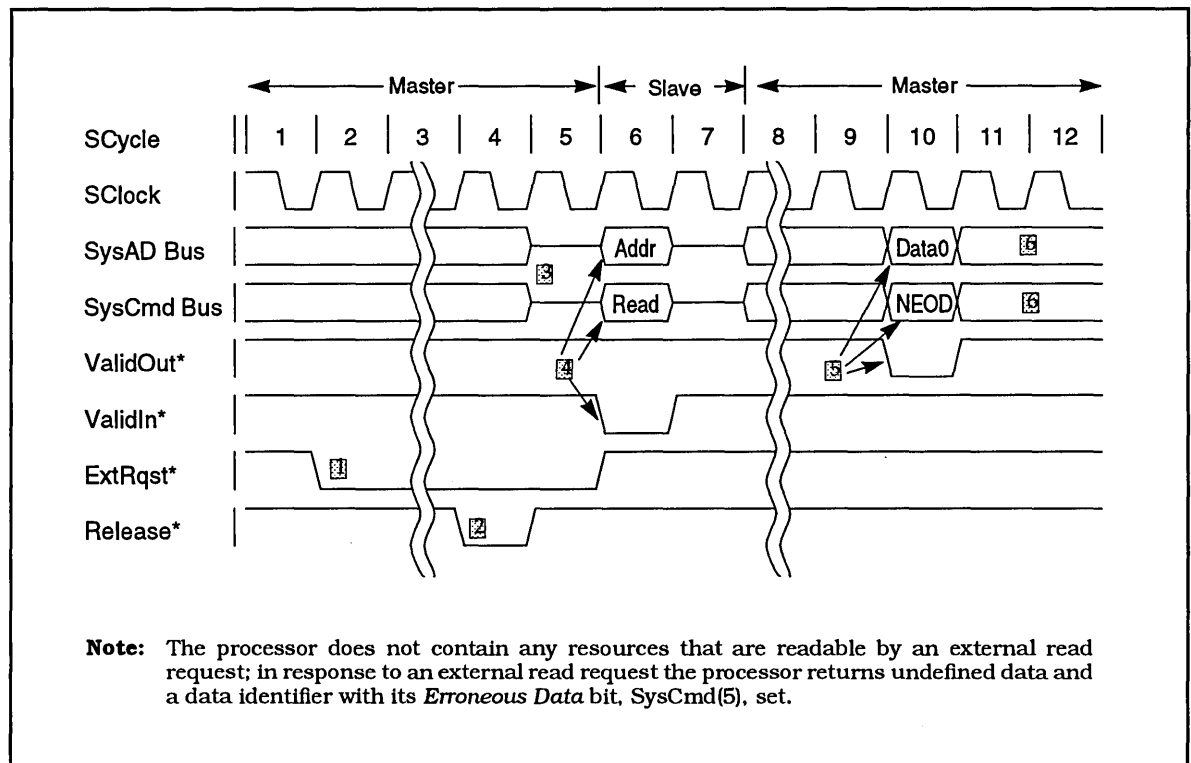 Master Slave Master
SCycle 1 2 3 4 5 6 7 8 9 10 11 12
SClock
SysAD Bus Addr Data0 6
3
SysCmd Bus Read NEOD 6
ValidOut* 4 5
ValidIn*
ExtRqst* 1
Release* 2
Note: The processor does not contain any resources that are readable by an external read
request; in response to an external read request the processor returns undefined data and
a data identifier with its Erroneous Data bit, SysCmd(5), set.